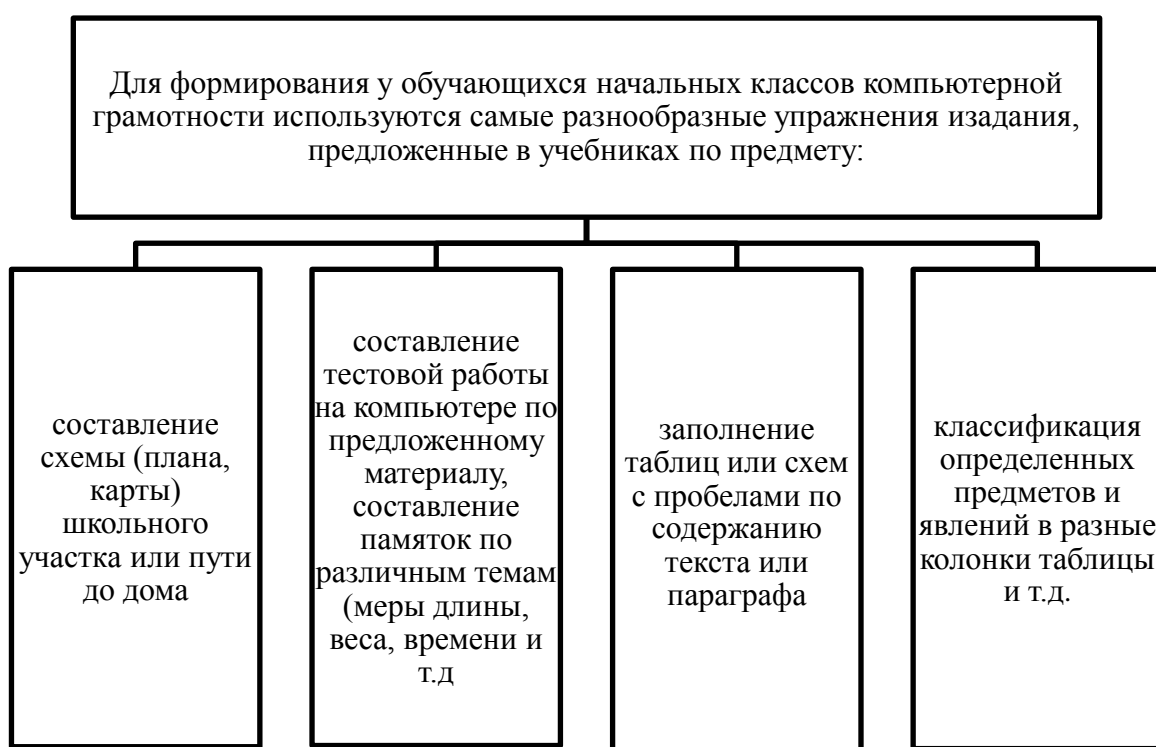 Для формирования у обучающихся начальных классов компьютерной
грамотности используются самые разнообразные упражнения изадания,
предложенные в учебниках по предмету:
составление
схемы (плана,
карты)
школьного
участка или пути
до дома
составление
тестовой работы
на компьютере по
предложенному
материалу,
составление
памяток по
различным темам
(меры длины,
веса, времени и
т.д
заполнение
таблиц или схем
с пробелами по
содержанию
текста или
параграфа
классификация
определенных
предметов и
явлений в разные
колонки таблицы
и т.д.